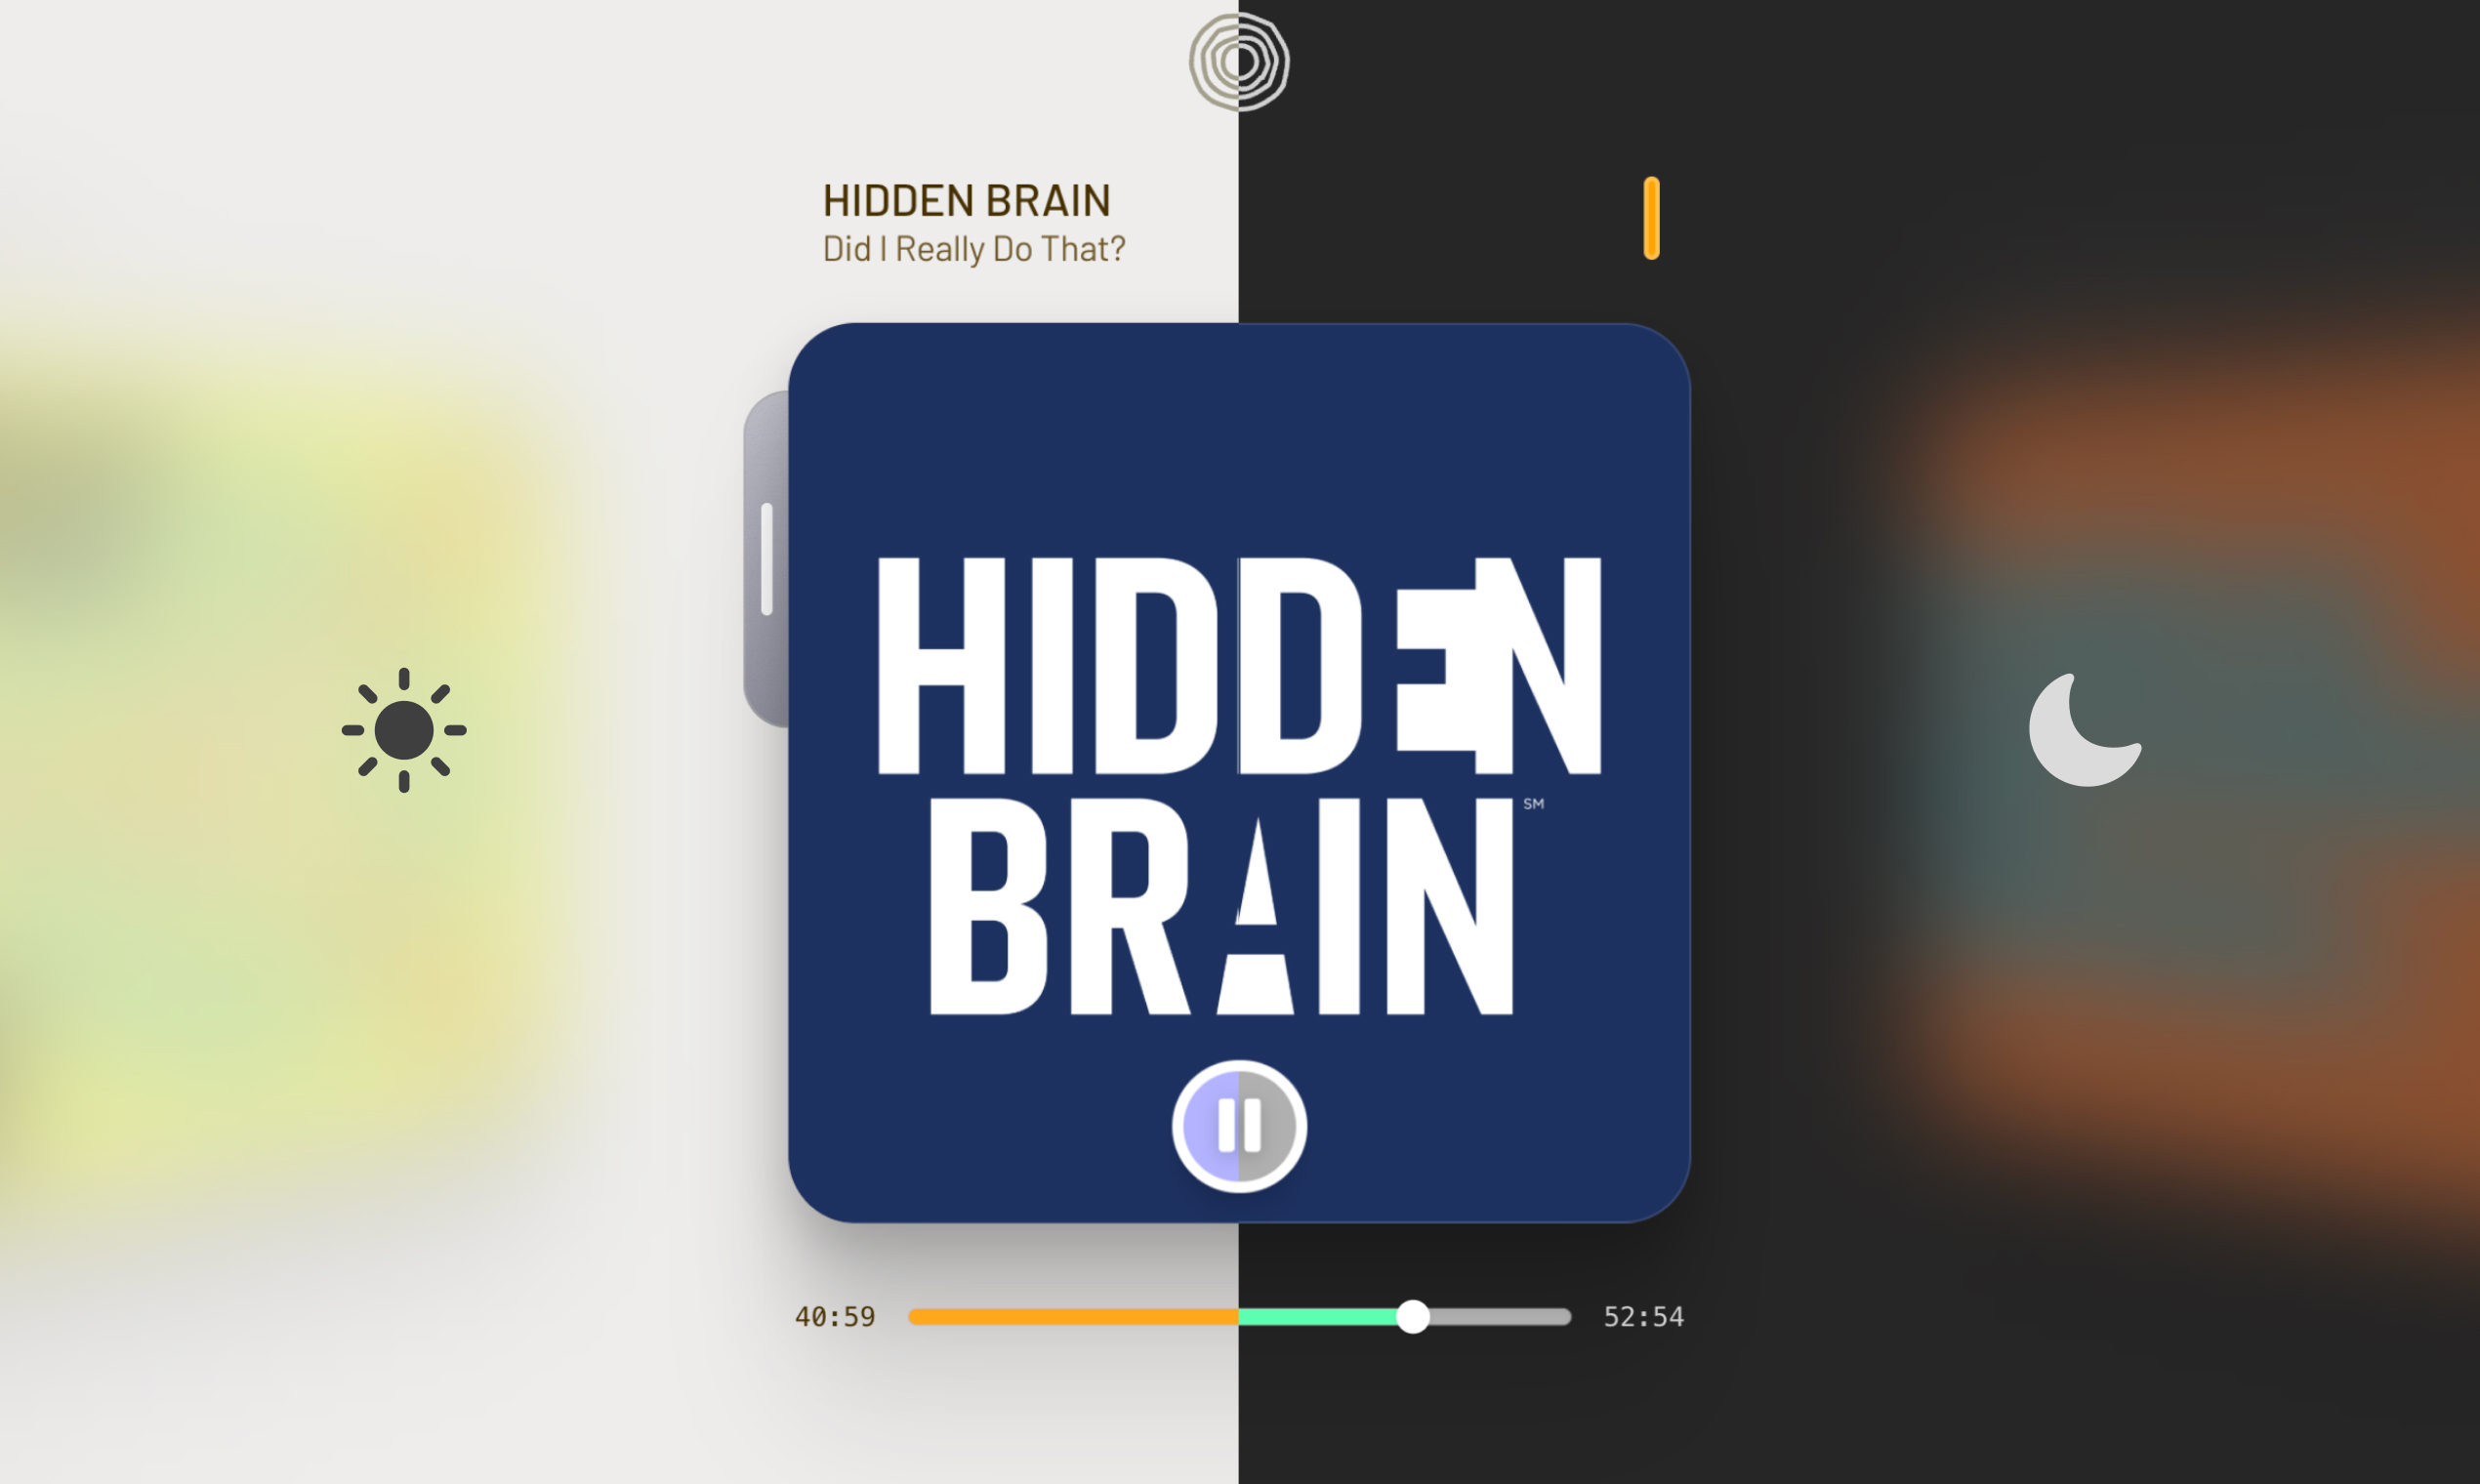 HIDDEN BRAIN
Did I Really Do That?
HIDDEN
BRAIN SM
40:59 52:54